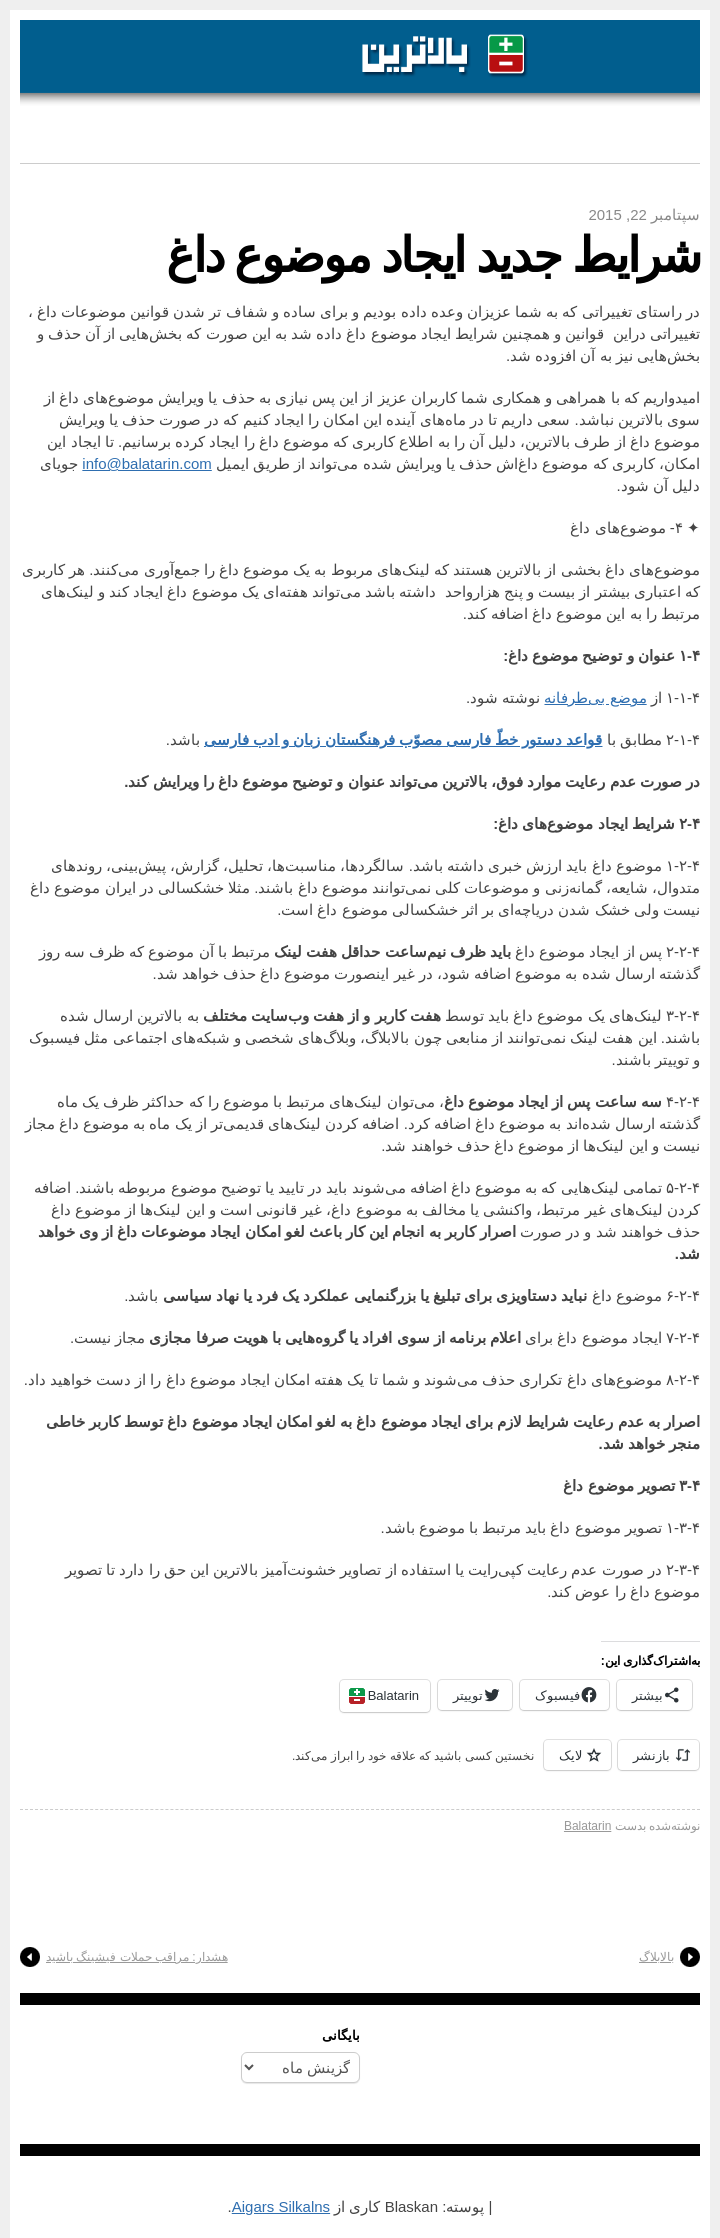 بالاترین
سپتامبر 22, 2015
شرایط جدید ایجاد موضوع داغ
در راستای تغییراتی که به شما عزیزان وعده داده بودیم و برای ساده و شفاف تر شدن قوانین موضوعات داغ ،
تغییراتی دراین  قوانین و همچنین شرایط ایجاد موضوع داغ داده شد به این صورت که بخش‌هایی از آن حذف و
بخش‌هایی نیز به آن افزوده شد.
امیدواریم که با همراهی و همکاری شما کاربران عزیز از این پس نیازی به حذف یا ویرایش موضوع‌های داغ از
سوی بالاترین نباشد. سعی داریم تا در ماه‌های آینده این امکان را ایجاد کنیم که در صورت حذف یا ویرایش
موضوع داغ از طرف بالاترین، دلیل آن را به اطلاع کاربری که موضوع داغ را ایجاد کرده برسانیم. تا ایجاد این
امکان، کاربری که موضوع داغ‌اش حذف یا ویرایش شده می‌تواند از طریق ایمیل info@balatarin.com جویای
دلیل آن شود.
✦ ۴- موضوع‌های داغ
موضوع‌های داغ بخشی از بالاترین هستند که لینک‌های مربوط به یک موضوع داغ را جمع‌آوری می‌کنند. هر کاربری
که اعتباری بیشتر از بیست و پنج هزارواحد  داشته باشد می‌تواند هفته‌ای یک موضوع داغ ایجاد کند و لینک‌های
مرتبط را به این موضوع داغ اضافه کند.
۱-۴ عنوان و توضیح موضوع داغ:
۱-۱-۴ از موضع بی‌طرفانه نوشته شود.
۲-۱-۴ مطابق با قواعد دستور خطّ فارسی مصوّب فرهنگستان زبان و ادب فارسی باشد.
در صورت عدم رعایت موارد فوق، بالاترین می‌تواند عنوان و توضیح موضوع داغ را ویرایش کند.
۲-۴ شرایط ایجاد موضوع‌های داغ:
۱-۲-۴ موضوع داغ باید ارزش خبری داشته باشد. سالگردها، مناسبت‌ها، تحلیل، گزارش، پیش‌بینی، روندهای
متدوال، شایعه، گمانه‌زنی و موضوعات کلی نمی‌توانند موضوع داغ باشند. مثلا خشکسالی در ایران موضوع داغ
نیست ولی خشک شدن دریاچه‌ای بر اثر خشکسالی موضوع داغ است.
۲-۲-۴ پس از ایجاد موضوع داغ باید ظرف نیم‌ساعت حداقل هفت لینک مرتبط با آن موضوع که ظرف سه روز
گذشته ارسال شده به موضوع اضافه شود، در غیر اینصورت موضوع داغ حذف خواهد شد.
۳-۲-۴ لینک‌های یک موضوع داغ باید توسط هفت کاربر و از هفت وب‌سایت مختلف به بالاترین ارسال شده
باشند. این هفت لینک نمی‌توانند از منابعی چون بالابلاگ، وبلاگ‌های شخصی و شبکه‌های اجتماعی مثل فیسبوک
و توییتر باشند.
۴-۲-۴ سه ساعت پس از ایجاد موضوع داغ، می‌توان لینک‌های مرتبط با موضوع را که حداکثر ظرف یک ماه
گذشته ارسال شده‌اند به موضوع داغ اضافه کرد. اضافه کردن لینک‌های قدیمی‌تر از یک ماه به موضوع داغ مجاز
نیست و این لینک‌ها از موضوع داغ حذف خواهند شد.
۵-۲-۴ تمامی لینک‌هایی که به موضوع داغ اضافه می‌شوند باید در تایید یا توضیح موضوع مربوطه باشند. اضافه
کردن لینک‌های غیر مرتبط، واکنشی یا مخالف به موضوع داغ، غیر قانونی است و این لینک‌ها از موضوع داغ
حذف خواهند شد و در صورت اصرار کاربر به انجام این کار باعث لغو امکان ایجاد موضوعات داغ از وی خواهد
شد.
۶-۲-۴ موضوع داغ نباید دستاویزی برای تبلیغ یا بزرگنمایی عملکرد یک فرد یا نهاد سیاسی باشد.
۷-۲-۴ ایجاد موضوع داغ برای اعلام برنامه از سوی افراد یا گروه‌هایی با هویت صرفا مجازی مجاز نیست.
۸-۲-۴ موضوع‌های داغ تکراری حذف می‌شوند و شما تا یک هفته امکان ایجاد موضوع داغ را از دست خواهید داد.
اصرار به عدم رعایت شرایط لازم برای ایجاد موضوع داغ به لغو امکان ایجاد موضوع داغ توسط کاربر خاطی
منجر خواهد شد.
۳-۴ تصویر موضوع داغ
۱-۳-۴ تصویر موضوع داغ باید مرتبط با موضوع باشد.
۲-۳-۴ در صورت عدم رعایت کپی‌رایت یا استفاده از تصاویر خشونت‌آمیز بالاترین این حق را دارد تا تصویر
موضوع داغ را عوض کند.
به‌اشتراک‌گذاری این:
بیشتر فیسبوک توییتر Balatarin
بازنشر لایک نخستین کسی باشید که علاقه خود را ابراز می‌کند.
نوشته‌شده بدست Balatarin
بالابلاگ هشدار: مراقب حملات فیشینگ باشید
بایگانی
گزینش ماه
| پوسته: Blaskan کاری از Aigars Silkalns.